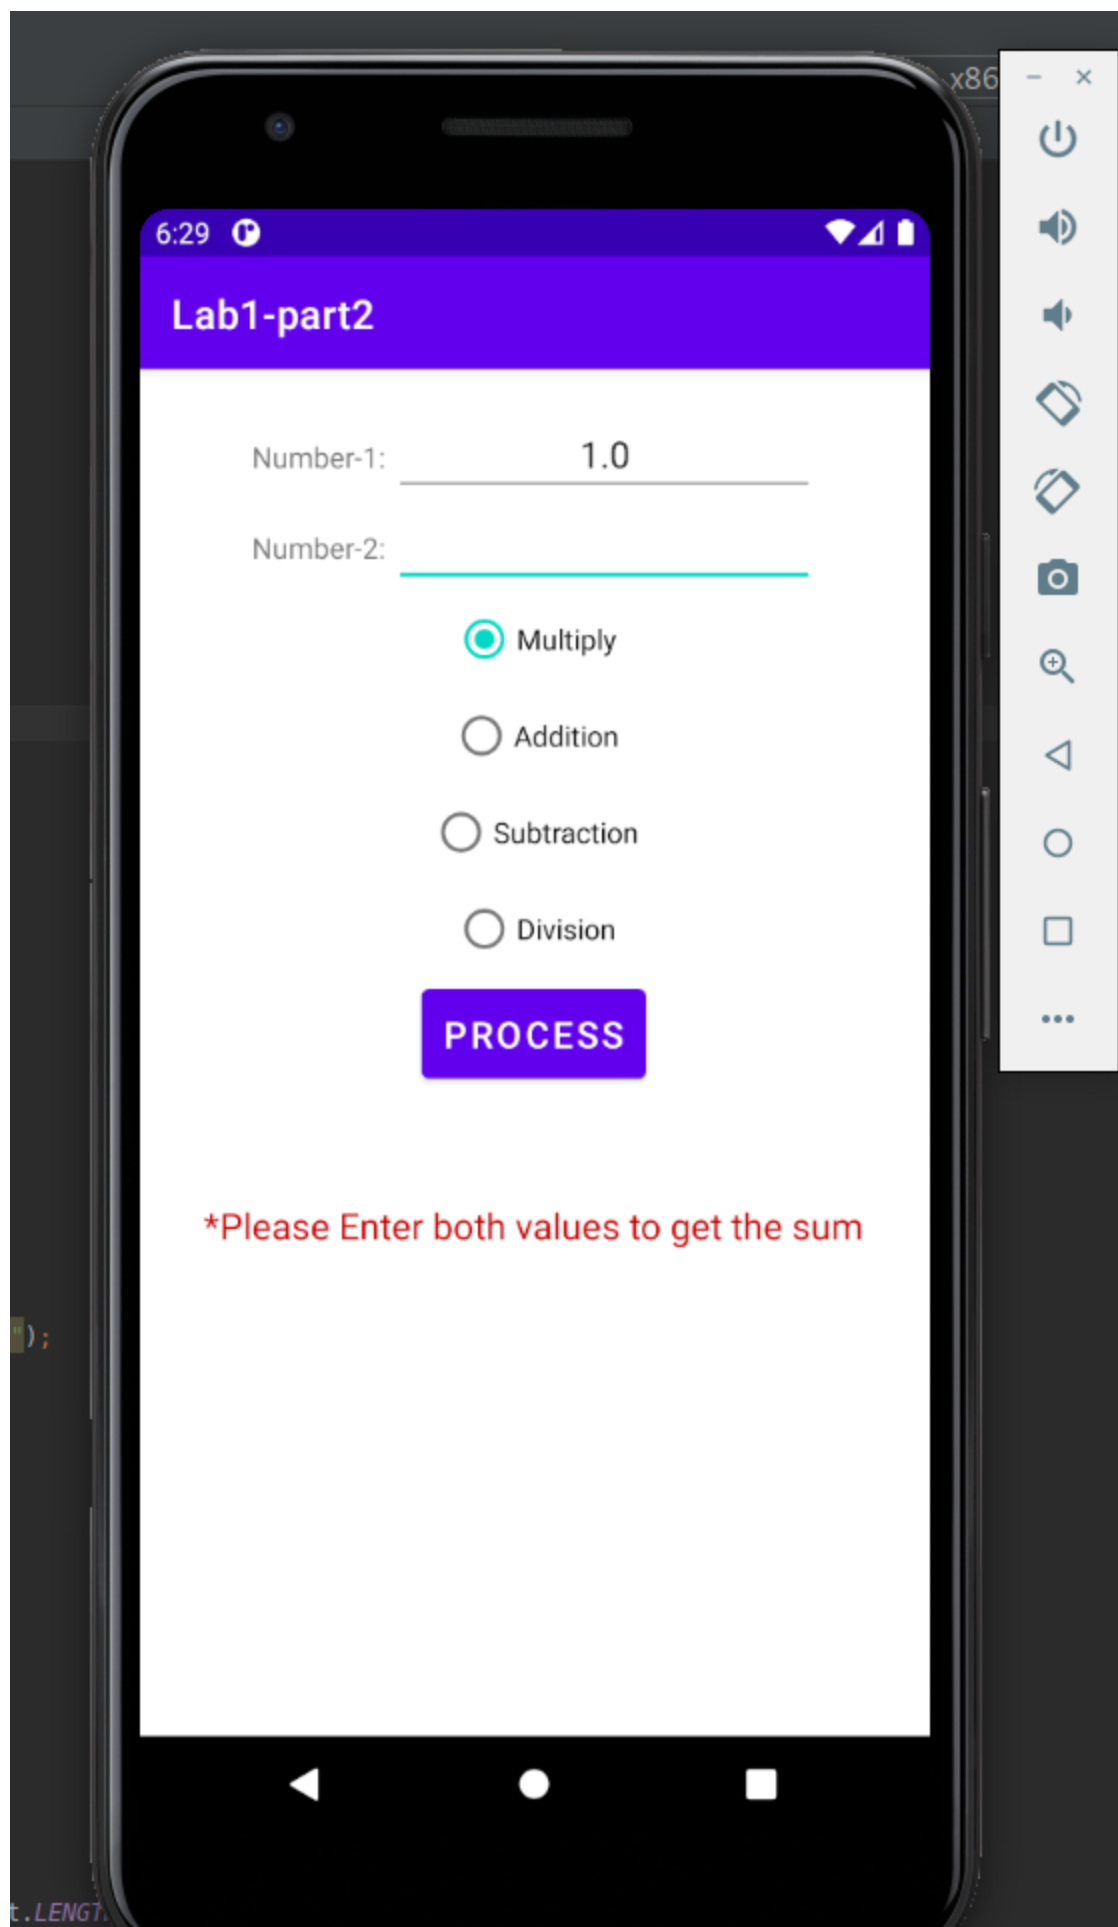 x86
6:29
Lab1-part2
Number-1: 1.0
Number-2:
Multiply
Addition
Subtraction
Division
PROCESS
*Please Enter both values to get the sum
");
t.LENGT